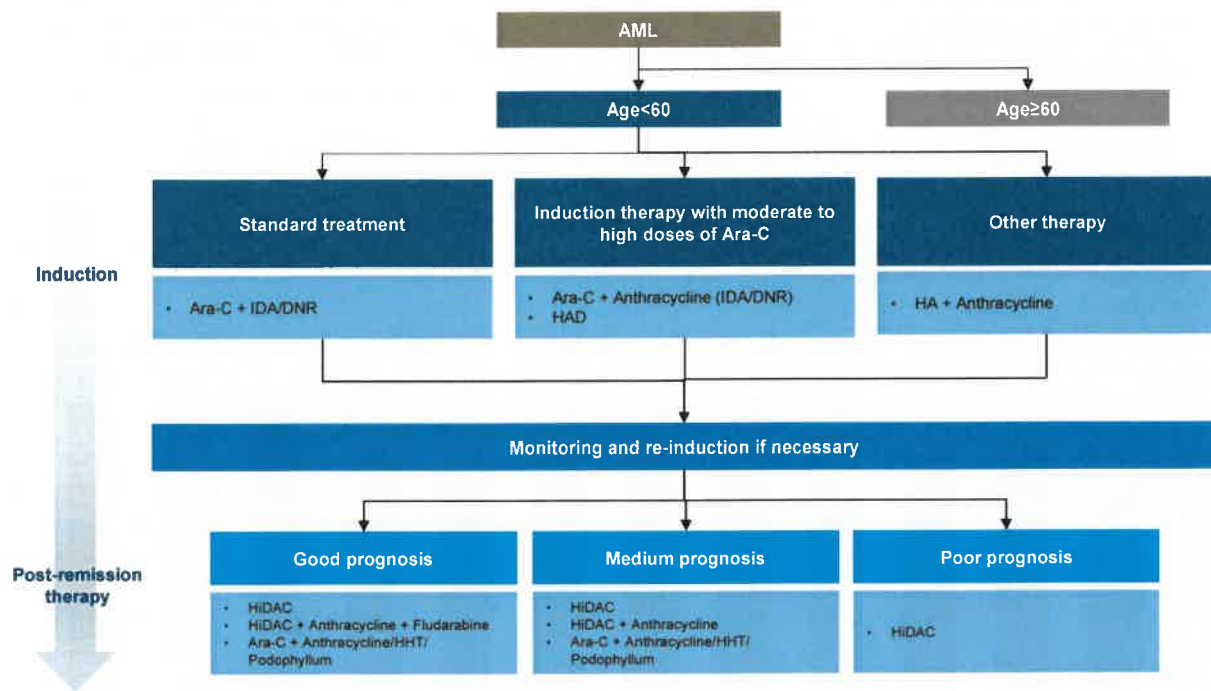 AML
Age<60
Age≥60
Standard treatment
Induction therapy with moderate to
high doses of Ara-C
Other therapy
Induction
• Ara-C + IDA/DNR
• Ara-C + Anthracycline (IDA/DNR)
• HAD
• HA + Anthracycline
Monitoring and re-induction if necessary
Good prognosis
Medium prognosis
Poor prognosis
Post-remission
therapy
• HiDAC
• HiDAC + Anthracycline + Fludarabine
• Ara-C + Anthracycline/HHT/
Podophyllum
• HiDAC
• HiDAC + Anthracycline
• Ara-C + Anthracycline/HHT/
Podophyllum
• HiDAC